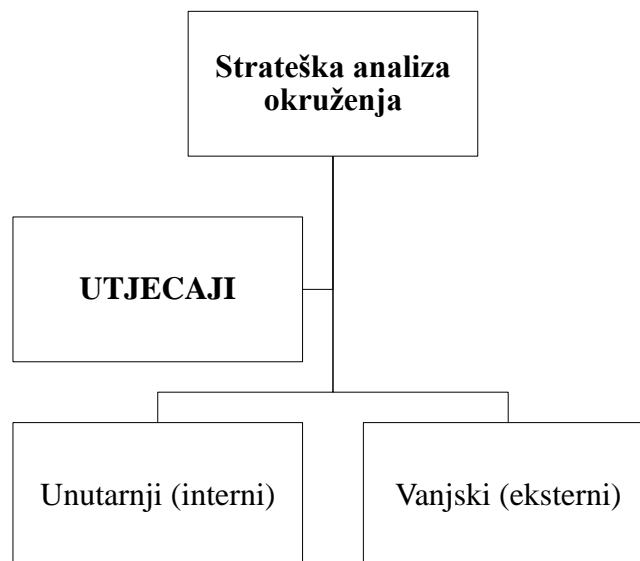 Strateška analiza
okruženja
UTJECAJI
Unutarnji (interni)
Vanjski (eksterni)